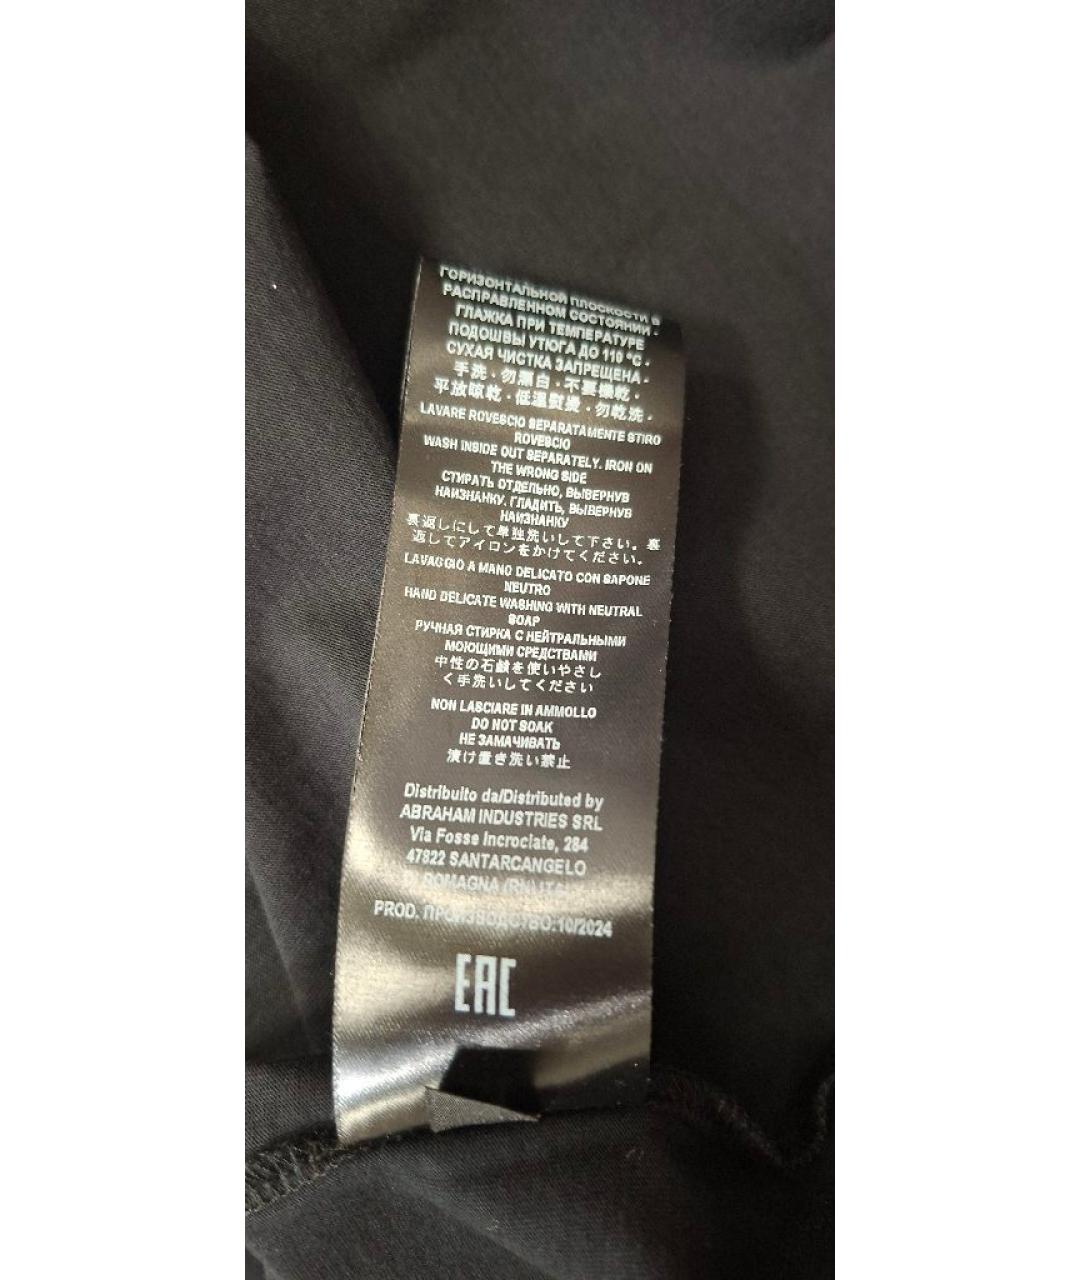 ГОРИЗОНТАЛЬНОЙ ПЛОСКОСТИ В
РАСПРАВЛЕННОМ СОСТОЯНИИ -
ГЛАЖКА ПРИ ТЕМПЕРАТУРЕ
ПОДОШВЫ УТЮГА ДО 110 °C -
СУХАЯ ЧИСТКА ЗАПРЕЩЕНА -
手洗 - 勿漂白 - 不要攥乾 -
平放晾乾 - 低溫熨燙 - 勿乾洗 -
LAVARE ROVESCIO SEPARATAMENTE STIRO
ROVESCIO
WASH INSIDE OUT SEPARATELY. IRON ON
THE WRONG SIDE
СТИРАТЬ ОТДЕЛЬНО, ВЫВЕРНУВ
НАИЗНАНКУ. ГЛАДИТЬ, ВЫВЕРНУВ
НАИЗНАНКУ
裏返しにして単独洗いして下さい。裏
返してアイロンをかけてください。
LAVAGGIO A MANO DELICATO CON SAPONE
NEUTRO
HAND DELICATE WASHING WITH NEUTRAL
SOAP
РУЧНАЯ СТИРКА С НЕЙТРАЛЬНЫМИ
МОЮЩИМИ СРЕДСТВАМИ
中性の石鹸を使いやさし
く手洗いしてください
NON LASCIARE IN AMMOLLO
DO NOT SOAK
НЕ ЗАМАЧИВАТЬ
漬け置き洗い禁止
Distribuito da/Distributed by
ABRAHAM INDUSTRIES SRL
Via Fosse Incrociate, 284
47822 SANTARCANGELO
DI ROMAGNA (RN)
PROD. ПРОИЗВОДСТВО:10/2024
EAC